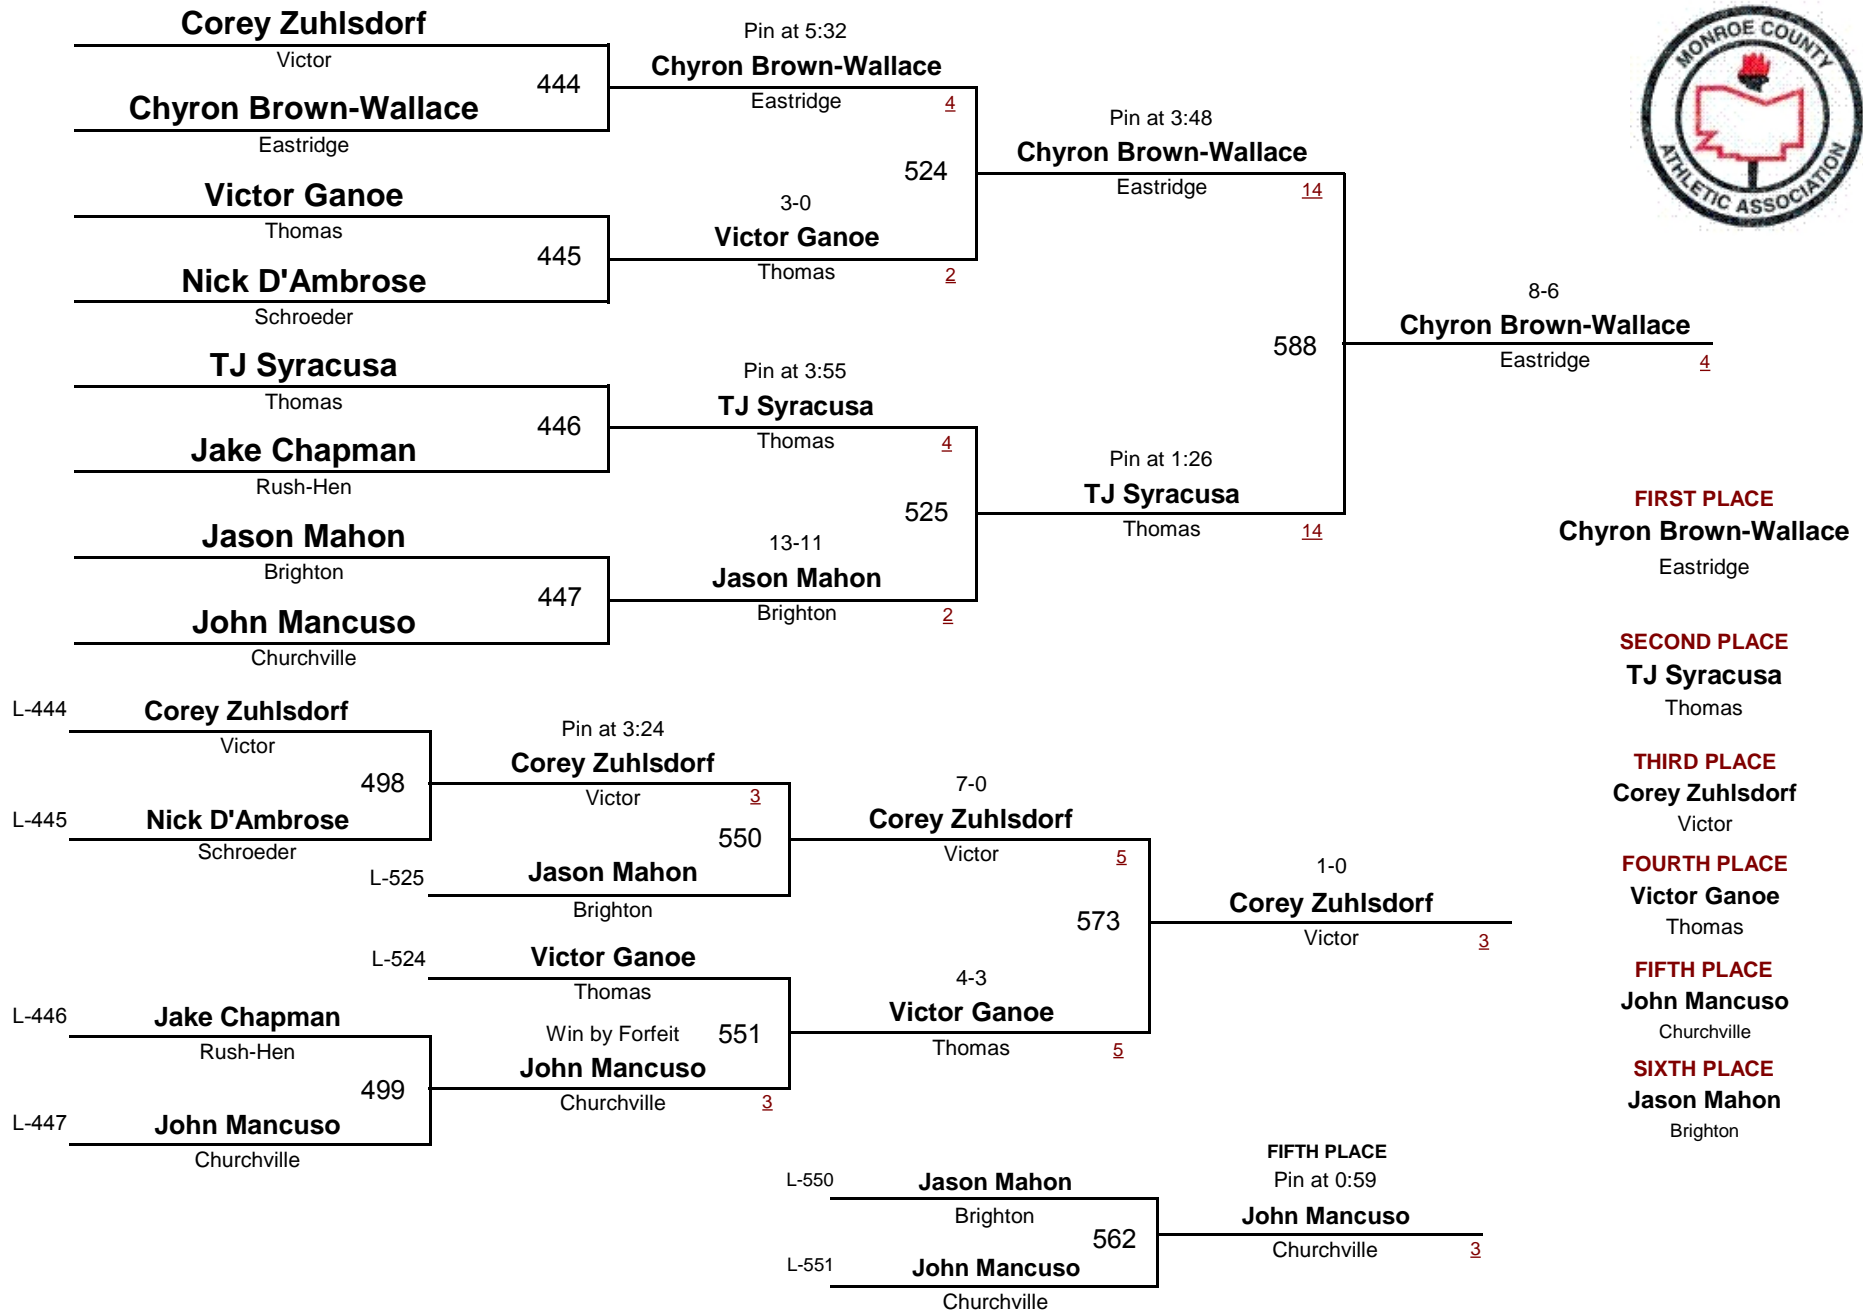 Corey Zuhlsdorf
Victor
444
Chyron Brown-Wallace
Eastridge
Victor Ganoe
Thomas
445
Nick D'Ambrose
Schroeder
TJ Syracusa
Thomas
446
Jake Chapman
Rush-Hen
Jason Mahon
Brighton
447
John Mancuso
Churchville
Pin at 5:32
Chyron Brown-Wallace
Eastridge 4
524
3-0
Victor Ganoe
Thomas 2
Pin at 3:55
TJ Syracusa
Thomas 4
525
13-11
Jason Mahon
Brighton 2
Pin at 3:48
Chyron Brown-Wallace
Eastridge 14
588
Pin at 1:26
TJ Syracusa
Thomas 14
8-6
Chyron Brown-Wallace
Eastridge 4
MONROE COUNTY
ATHLETIC ASSOCIATION
L-444 Corey Zuhlsdorf
Victor
498
L-445 Nick D'Ambrose
Schroeder
Pin at 3:24
Corey Zuhlsdorf
Victor 3
550
L-525 Jason Mahon
Brighton
L-524 Victor Ganoe
Thomas
L-446 Jake Chapman
Rush-Hen
499
L-447 John Mancuso
Churchville
Win by Forfeit 551
John Mancuso
Churchville 3
7-0
Corey Zuhlsdorf
Victor 5
573
4-3
Victor Ganoe
Thomas 5
1-0
Corey Zuhlsdorf
Victor 3
L-550 Jason Mahon
Brighton
562
L-551 John Mancuso
Churchville
FIFTH PLACE
Pin at 0:59
John Mancuso
Churchville 3
FIRST PLACE
Chyron Brown-Wallace
Eastridge
SECOND PLACE
TJ Syracusa
Thomas
THIRD PLACE
Corey Zuhlsdorf
Victor
FOURTH PLACE
Victor Ganoe
Thomas
FIFTH PLACE
John Mancuso
Churchville
SIXTH PLACE
Jason Mahon
Brighton